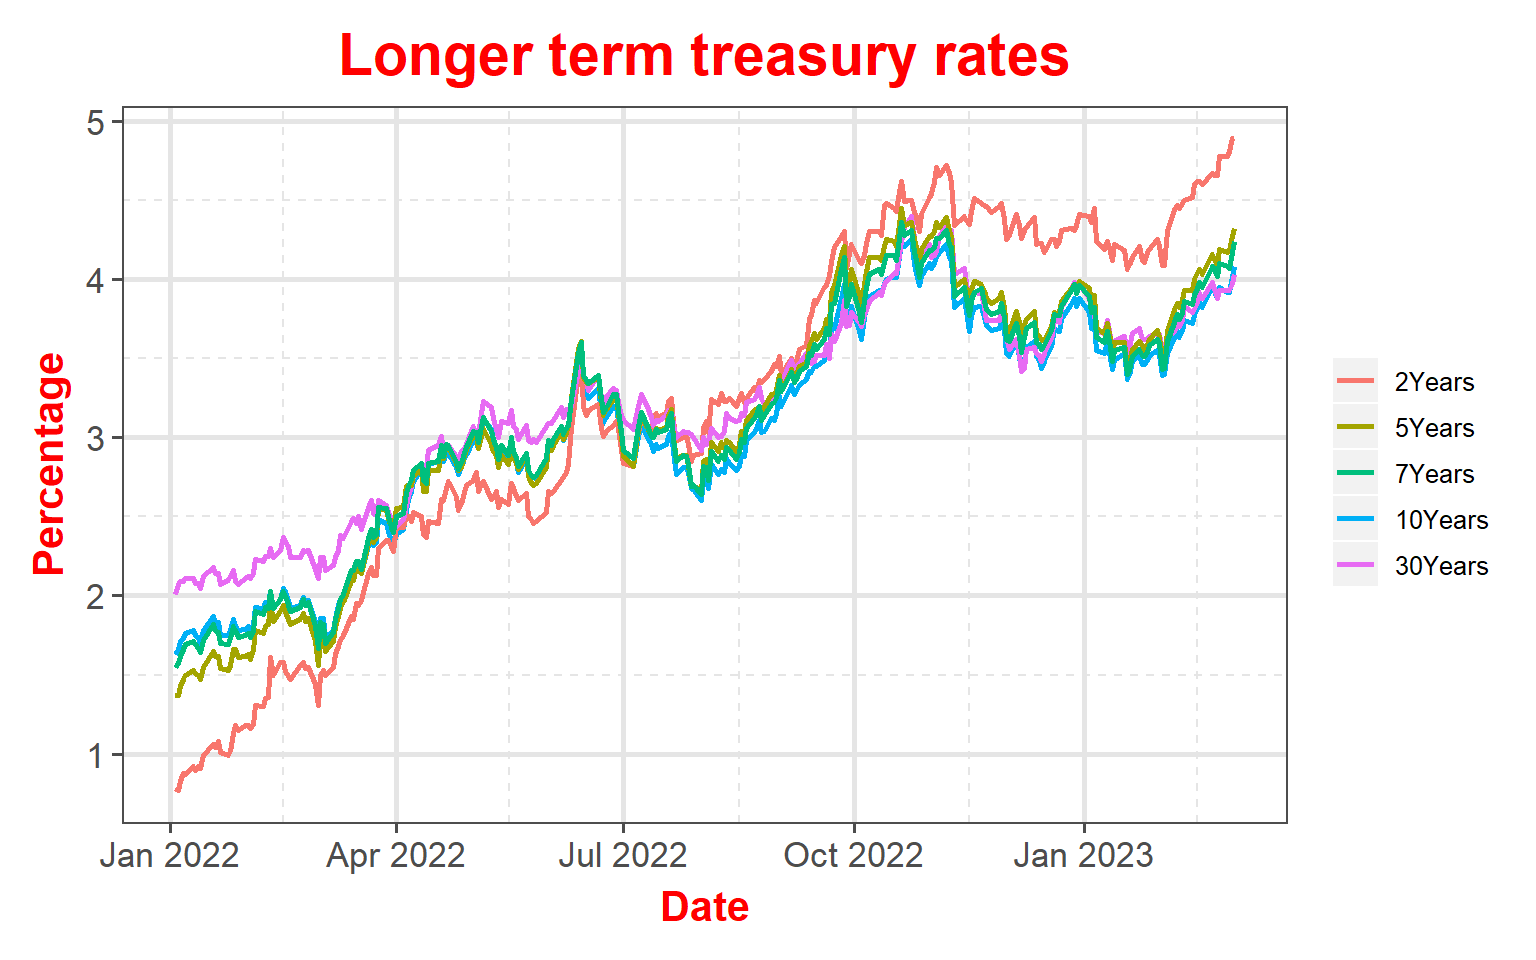 Longer term treasury rates
Percentage
5
4
3
2
1
Jan 2022 Apr 2022 Jul 2022 Oct 2022 Jan 2023
Date
2Years
5Years
7Years
10Years
30Years